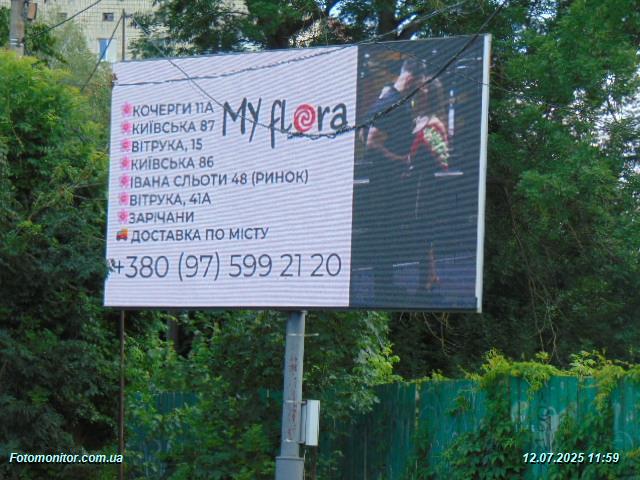 MY flora
КОЧЕРГИ 11А
КИЇВСЬКА 87
ВІТРУКА, 15
КИЇВСЬКА 86
ІВАНА СЛЬОТИ 48 (РИНОК)
ВІТРУКА, 41А
ЗАРІЧАНИ
ДОСТАВКА ПО МІСТУ
+380 (97) 599 21 20
Fotomonitor.com.ua
12.07.2025 11:59